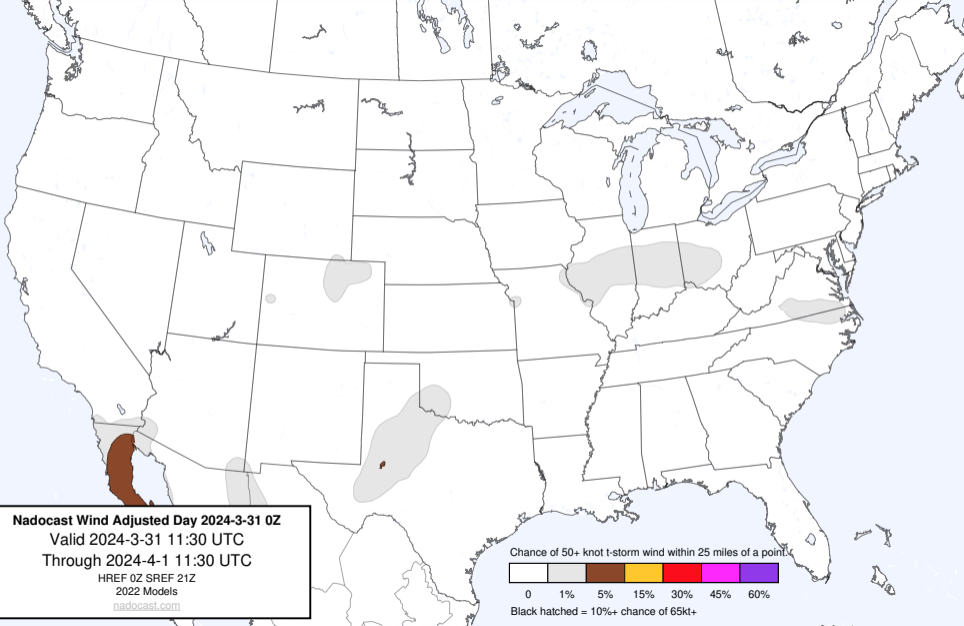 Nadocast Wind Adjusted Day 2024-3-31 0Z
Valid 2024-3-31 11:30 UTC
Through 2024-4-1 11:30 UTC
HREF 0Z SREF 21Z
2022 Models
nadocast.com
Chance of 50+ knot t-storm wind within 25 miles of a point.
0 1% 5% 15% 30% 45% 60%
Black hatched = 10%+ chance of 65kt+